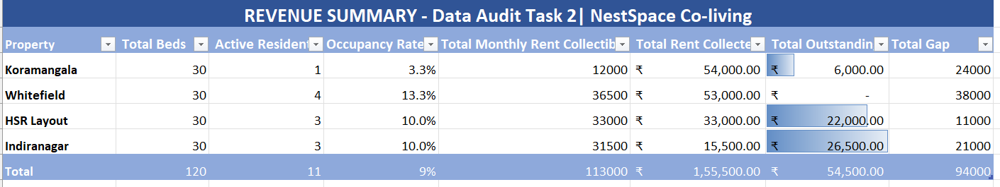 REVENUE SUMMARY - Data Audit Task 2| NestSpace Co-living
Property Total Beds Active Resident Occupancy Rate Total Monthly Rent Collectib Total Rent Collecte Total Outstandin Total Gap
Koramangala 30 1 3.3% 12000 ₹ 54,000.00 ₹ 6,000.00 24000
Whitefield 30 4 13.3% 36500 ₹ 53,000.00 ₹ - 38000
HSR Layout 30 3 10.0% 33000 ₹ 33,000.00 ₹ 22,000.00 11000
Indiranagar 30 3 10.0% 31500 ₹ 15,500.00 ₹ 26,500.00 21000
Total 120 11 9% 113000 ₹ 1,55,500.00 ₹ 54,500.00 94000